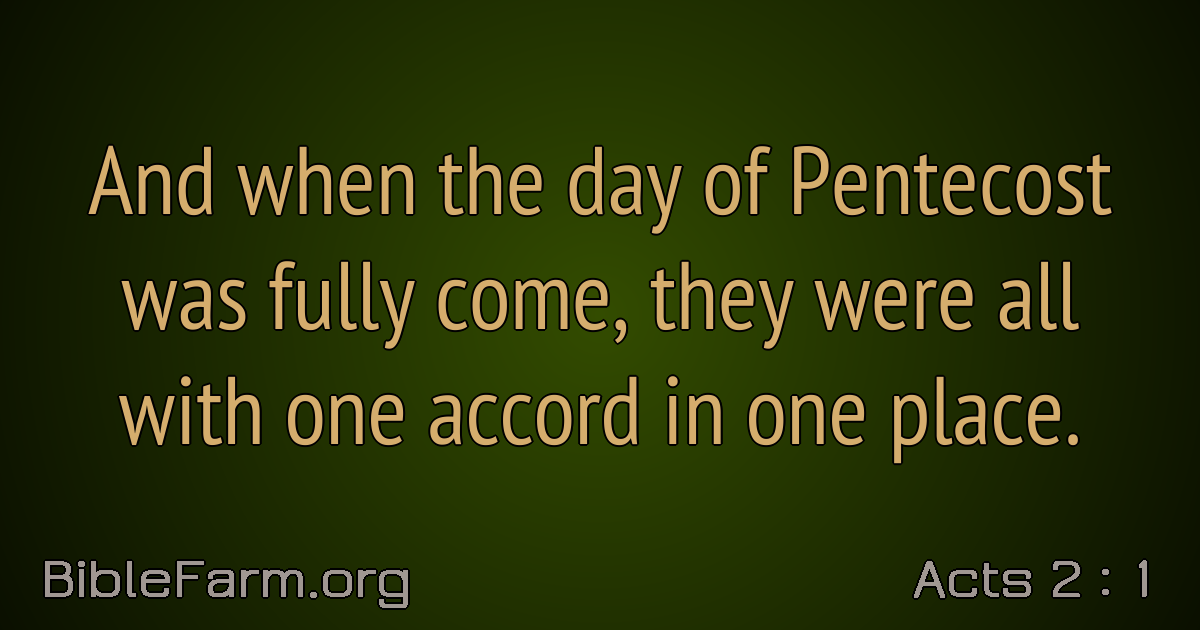 And when the day of Pentecost
was fully come, they were all
with one accord in one place.
BibleFarm.org
Acts 2 : 1